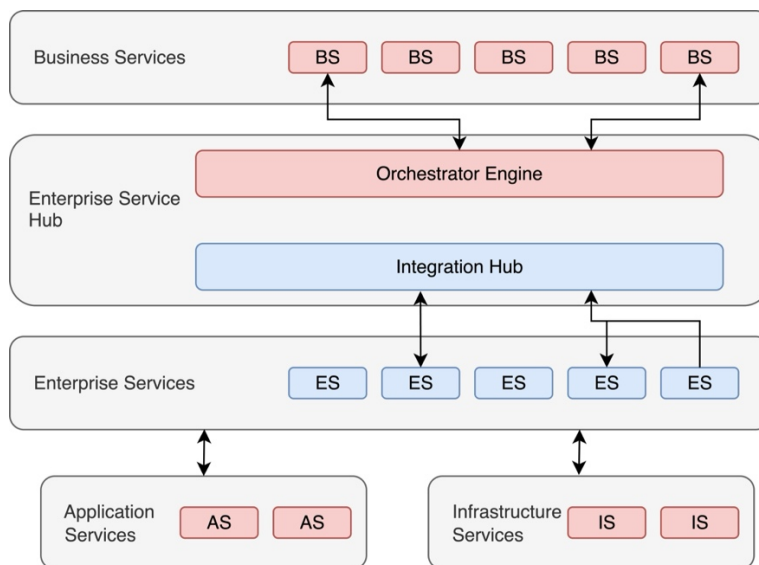 Business Services
BS
BS
BS
BS
BS
Orchestrator Engine
Enterprise Service
Hub
Integration Hub
Enterprise Services
ES
ES
ES
ES
ES
Application
Services
AS
AS
Infrastructure
Services
IS
IS